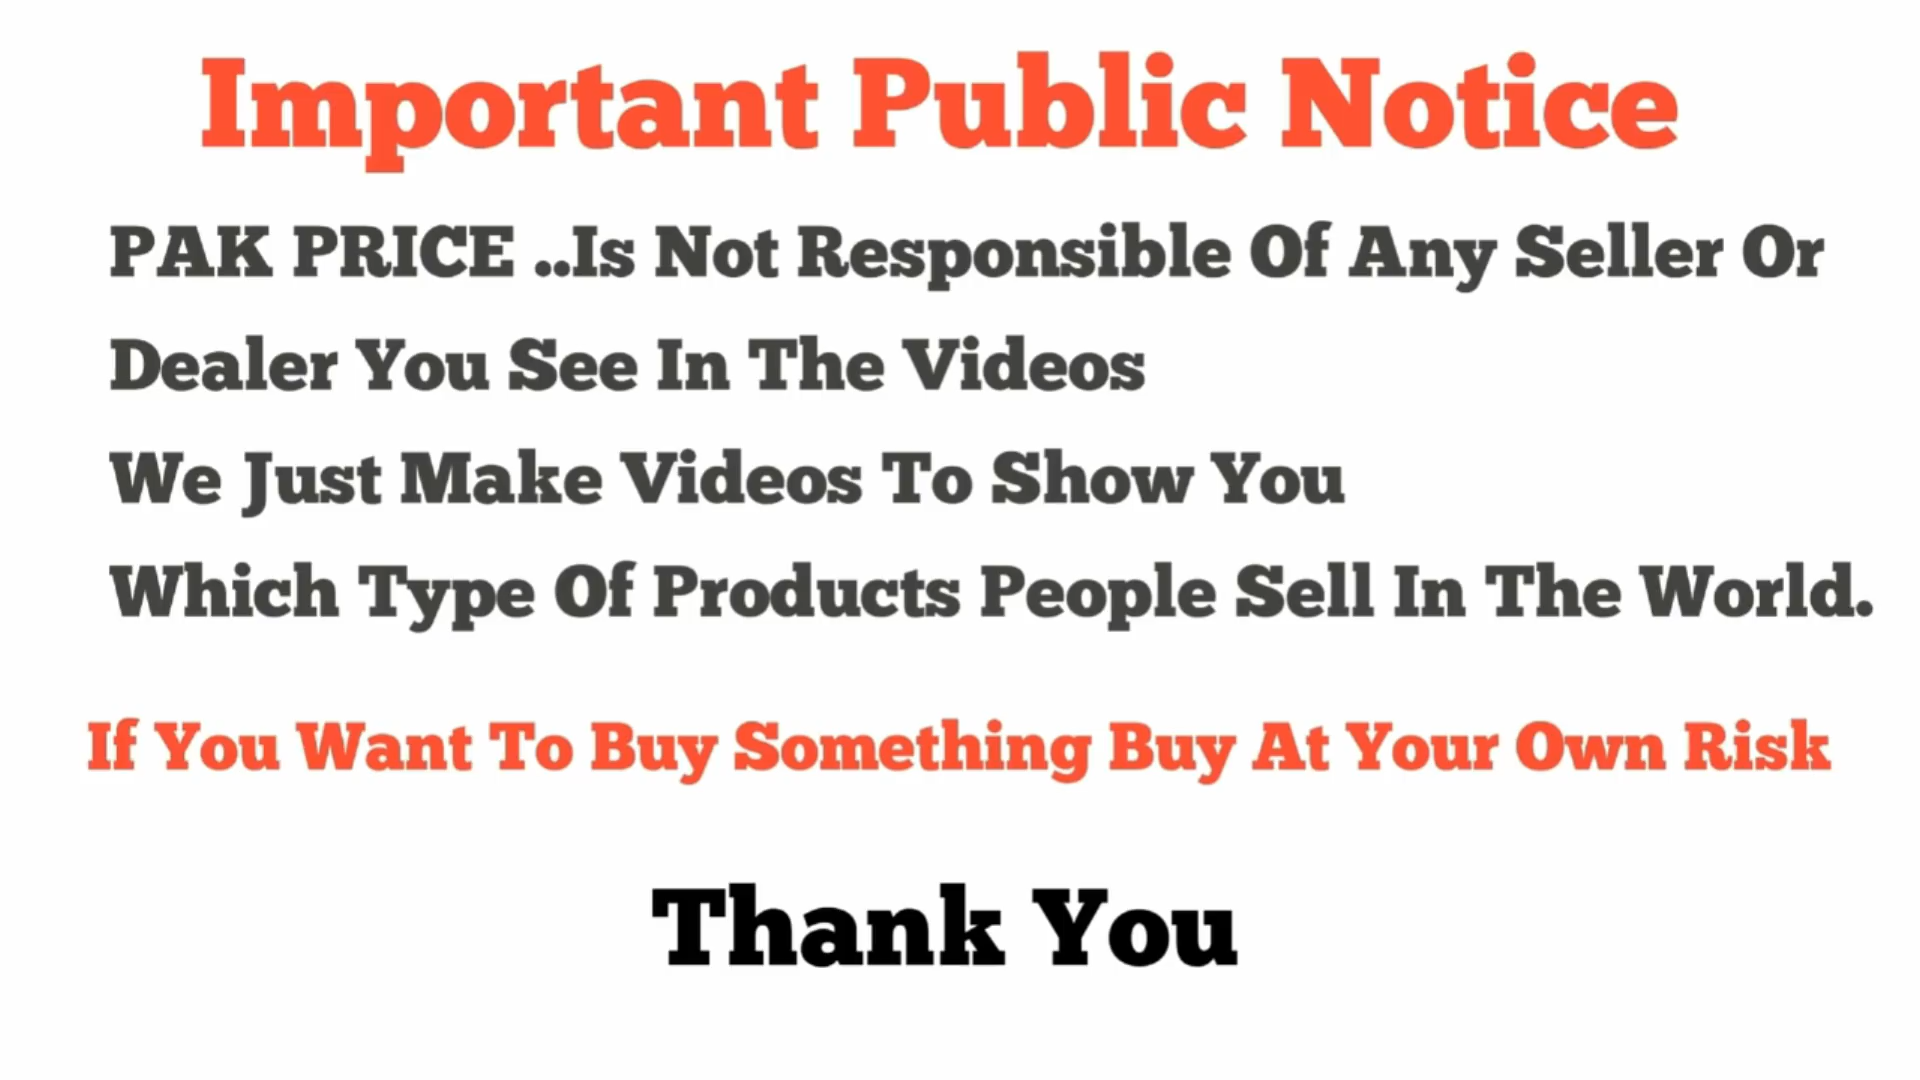 Important Public Notice
PAK PRICE ..Is Not Responsible Of Any Seller Or
Dealer You See In The Videos
We Just Make Videos To Show You
Which Type Of Products People Sell In The World.
If You Want To Buy Something Buy At Your Own Risk
Thank You